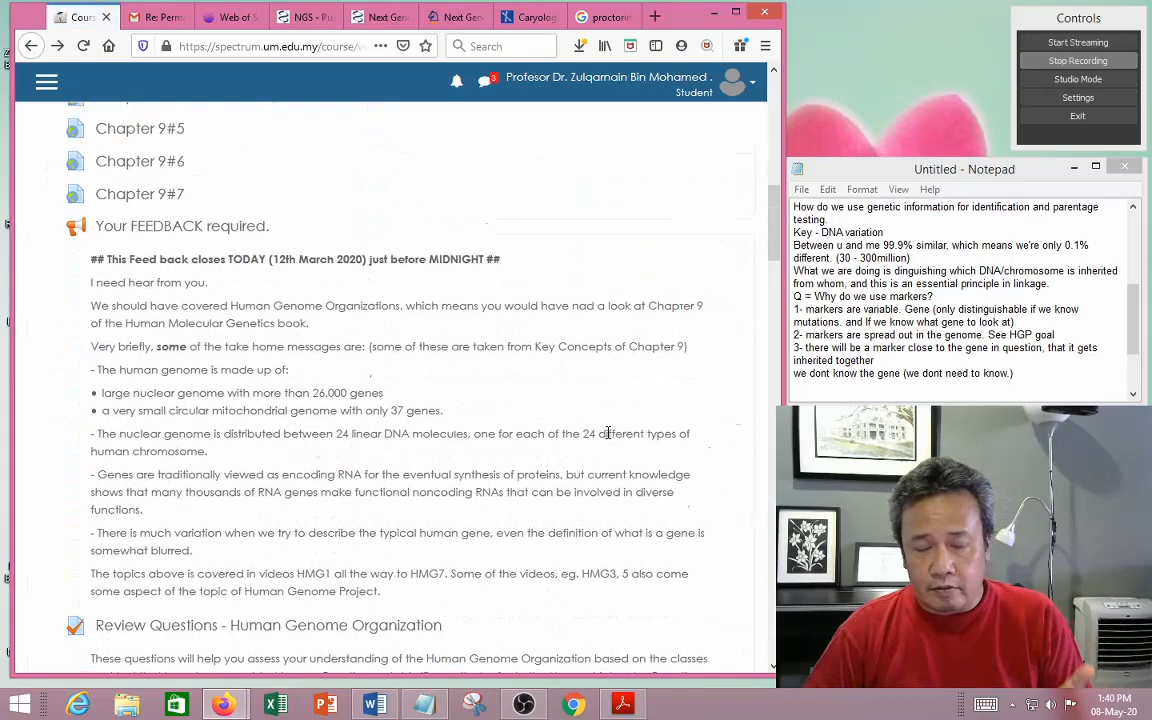 Cours
Re: Perm
Web of S
NGS - Pu
Next Gen
Next Gen
Caryolog
proctorin
https://spectrum.um.edu.my/course/v
Search
Controls
Start Streaming
Stop Recording
Studio Mode
Settings
Exit
3
Profesor Dr. Zulqarnain Bin Mohamed .
Student
Chapter 9#5
Chapter 9#6
Chapter 9#7
Your FEEDBACK required.
## This Feed back closes TODAY (12th March 2020) just before MIDNIGHT ##
I need hear from you.
We should have covered Human Genome Organizations, which means you would have nad a look at Chapter 9
of the Human Molecular Genetics book.
Very briefly, some of the take home messages are: (some of these are taken from Key Concepts of Chapter 9)
- The human genome is made up of:
• large nuclear genome with more than 26,000 genes
• a very small circular mitochondrial genome with only 37 genes.
- The nuclear genome is distributed between 24 linear DNA molecules, one for each of the 24 different types of
human chromosome.
- Genes are traditionally viewed as encoding RNA for the eventual synthesis of proteins, but current knowledge
shows that many thousands of RNA genes make functional noncoding RNAs that can be involved in diverse
functions.
- There is much variation when we try to describe the typical human gene, even the definition of what is a gene is
somewhat blurred.
The topics above is covered in videos HMG1 all the way to HMG7. Some of the videos, eg. HMG3, 5 also come
some aspect of the topic of Human Genome Project.
Review Questions - Human Genome Organization
These questions will help you assess your understanding of the Human Genome Organization based on the classes
Untitled - Notepad
File Edit Format View Help
How do we use genetic information for identification and parentage
testing.
Key - DNA variation
Between u and me 99.9% similar, which means we're only 0.1%
different. (30 - 300million)
What we are doing is dinguishing which DNA/chromosome is inherited
from whom, and this is an essential principle in linkage.
Q = Why do we use markers?
1- markers are variable. Gene (only distinguishable if we know
mutations. and If we know what gene to look at)
2- markers are spread out in the genome. See HGP goal
3- there will be a marker close to the gene in question, that it gets
inherited together
we dont know the gene (we dont need to know.)
1:40 PM
08-May-20